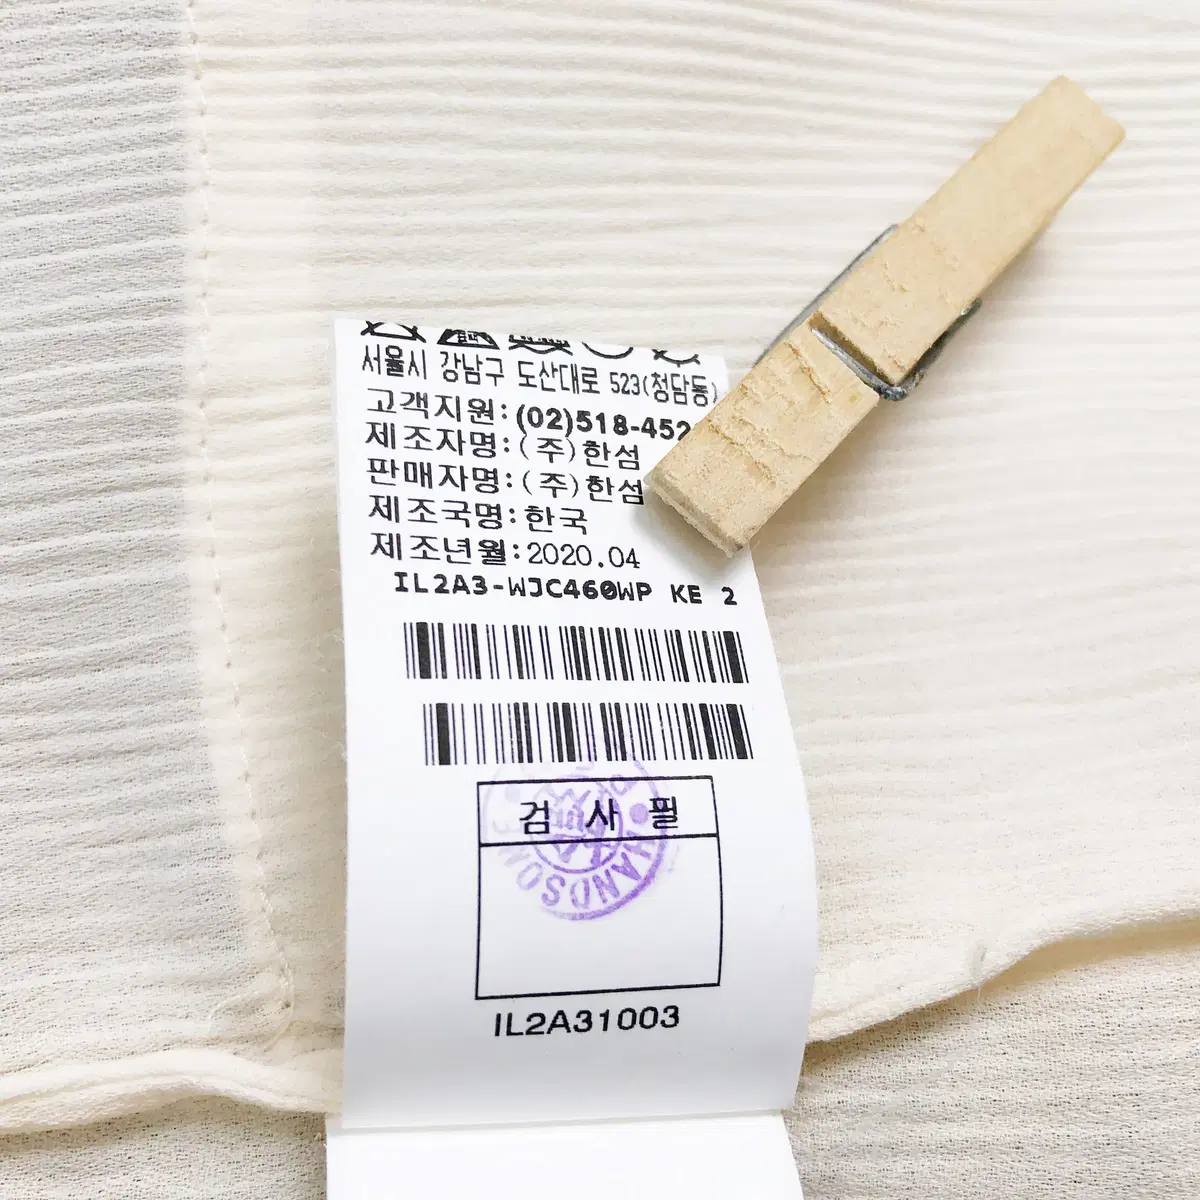 서울시 강남구 도산대로 523(청담동)
고객지원:(02)518-452
제조자명:(주)한섬
판매자명:(주)한섬
제조국명:한국
제조년월:2020.04
IL2A3-WJC460WP KE 2
검 사 필
HANDSOME
IL2A31003